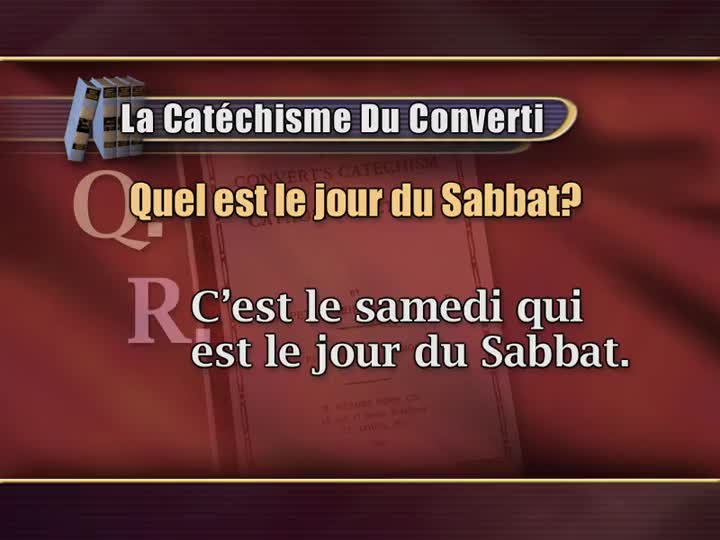 La Catéchisme Du Converti
Q. Quel est le jour du Sabbat?
R. C'est le samedi qui
est le jour du Sabbat.
CONVERT'S CATECHISM
BY